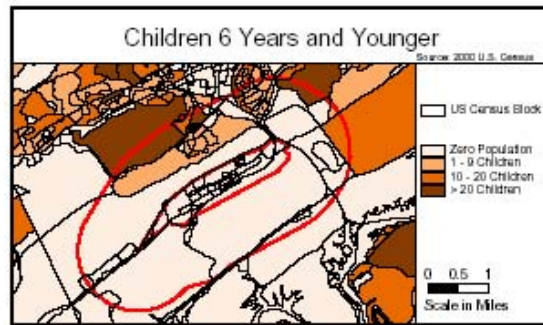 Children 6 Years and Younger
Source: 2000 U.S. Census
US Census Block
Zero Population
1 - 9 Children
10 - 20 Children
> 20 Children
0 0.5 1
Scale in Miles